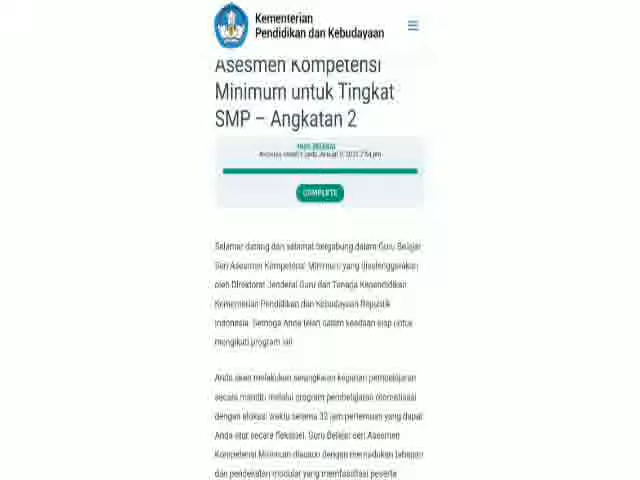 Kementerian
Pendidikan dan Kebudayaan
Asesmen Kompetensi
Minimum untuk Tingkat
SMP – Angkatan 2
COMPLETE
Selamat datang dan selamat bergabung dalam Guru Belajar
Seri Asesmen Kompetensi Minimum yang diselenggarakan
oleh Direktorat Jenderal Guru dan Tenaga Kependidikan
Kementerian Pendidikan dan Kebudayaan Republik
Indonesia. Semoga Anda telah dalam keadaan siap untuk
mengikuti program ini!
Anda akan melakukan serangkaian kegiatan pembelajaran
secara mandiri melalui program pembelajaran
dengan alokasi waktu selama 32 jam pertemuan yang dapat
Anda atur secara fleksibel. Guru Belajar seri Asesmen
Kompetensi Minimum disusun dengan memadukan tahapan
dan pendekatan modular yang memfasilitasi peserta